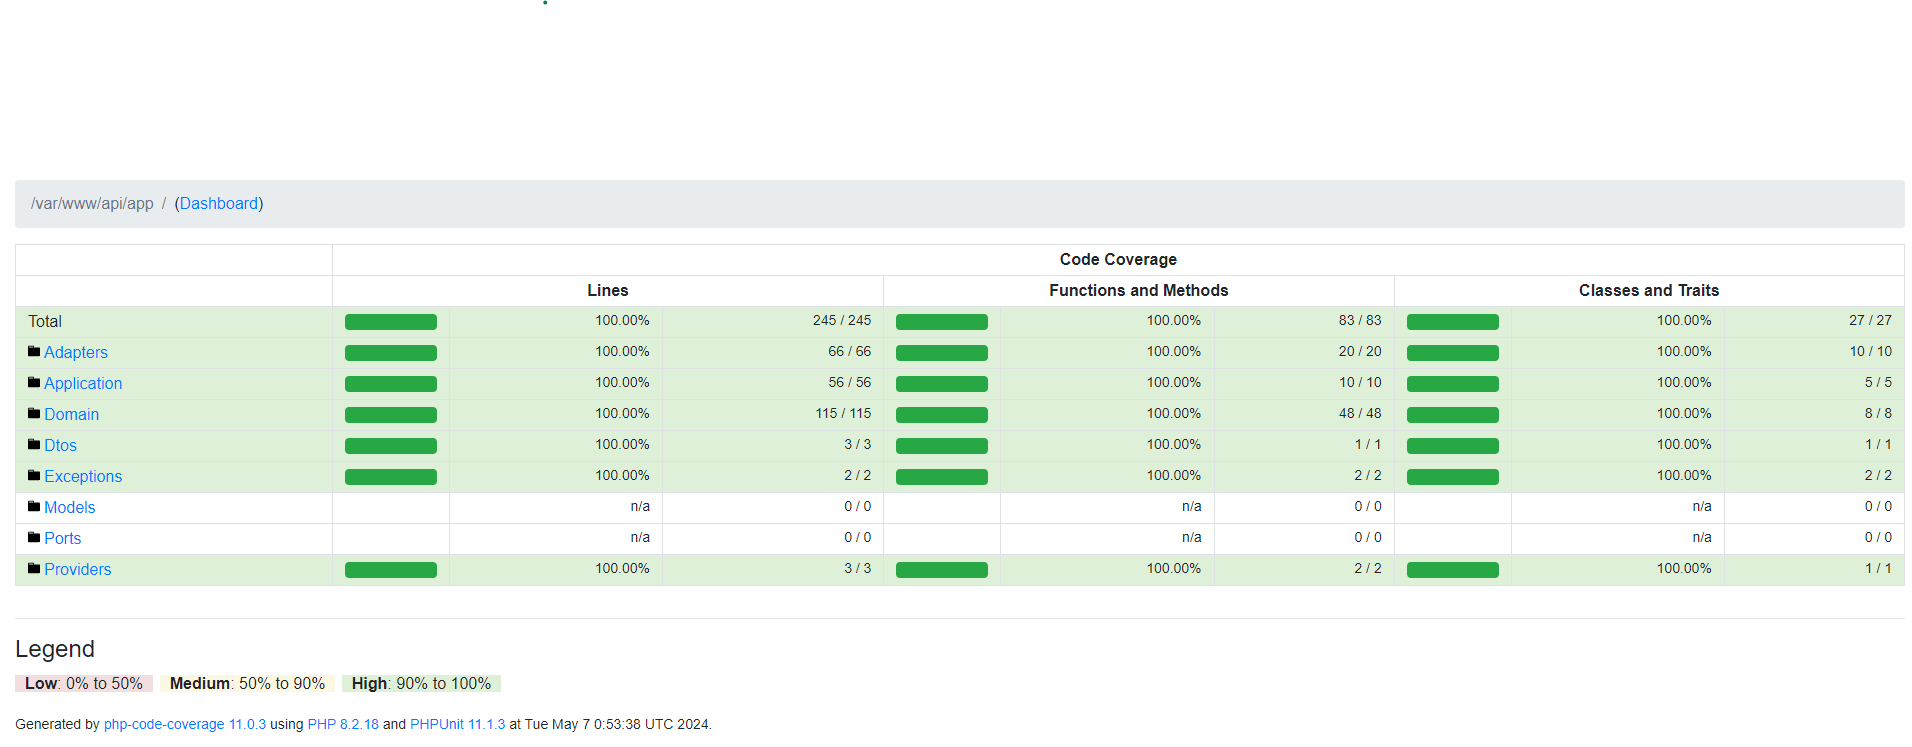 /var/www/api/app / (Dashboard)
Code Coverage
Lines Functions and Methods Classes and Traits
Total 100.00% 245 / 245 100.00% 83 / 83 100.00% 27 / 27
Adapters 100.00% 66 / 66 100.00% 20 / 20 100.00% 10 / 10
Application 100.00% 56 / 56 100.00% 10 / 10 100.00% 5 / 5
Domain 100.00% 115 / 115 100.00% 48 / 48 100.00% 8 / 8
Dtos 100.00% 3 / 3 100.00% 1 / 1 100.00% 1 / 1
Exceptions 100.00% 2 / 2 100.00% 2 / 2 100.00% 2 / 2
Models n/a 0 / 0 n/a 0 / 0 n/a 0 / 0
Ports n/a 0 / 0 n/a 0 / 0 n/a 0 / 0
Providers 100.00% 3 / 3 100.00% 2 / 2 100.00% 1 / 1
Legend
Low: 0% to 50% Medium: 50% to 90% High: 90% to 100%
Generated by php-code-coverage 11.0.3 using PHP 8.2.18 and PHPUnit 11.1.3 at Tue May 7 0:53:38 UTC 2024.